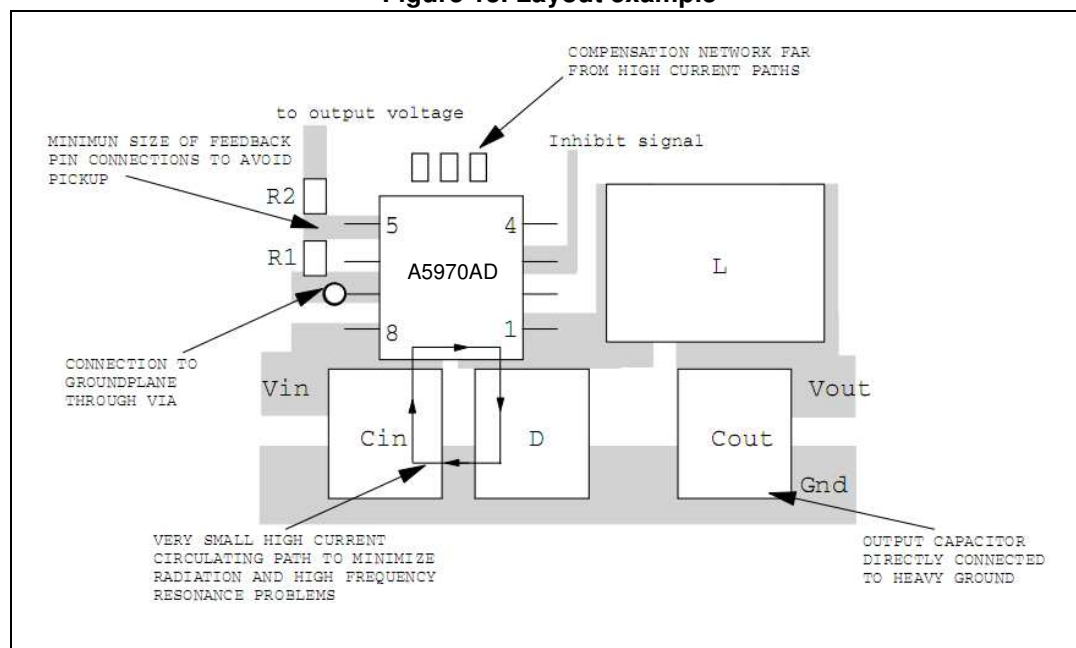 Figure 18. Layout example
COMPENSATION NETWORK FAR
FROM HIGH CURRENT PATHS
to output voltage
MINIMUN SIZE OF FEEDBACK
PIN CONNECTIONS TO AVOID
PICKUP
Inhibit signal
R2
5
4
R1
A5970AD
L
8
1
CONNECTION TO
GROUNDPLANE
THROUGH VIA
Vin
Vout
Cin
D
Cout
Gnd
VERY SMALL HIGH CURRENT
CIRCULATING PATH TO MINIMIZE
RADIATION AND HIGH FREQUENCY
RESONANCE PROBLEMS
OUTPUT CAPACITOR
DIRECTLY CONNECTED
TO HEAVY GROUND